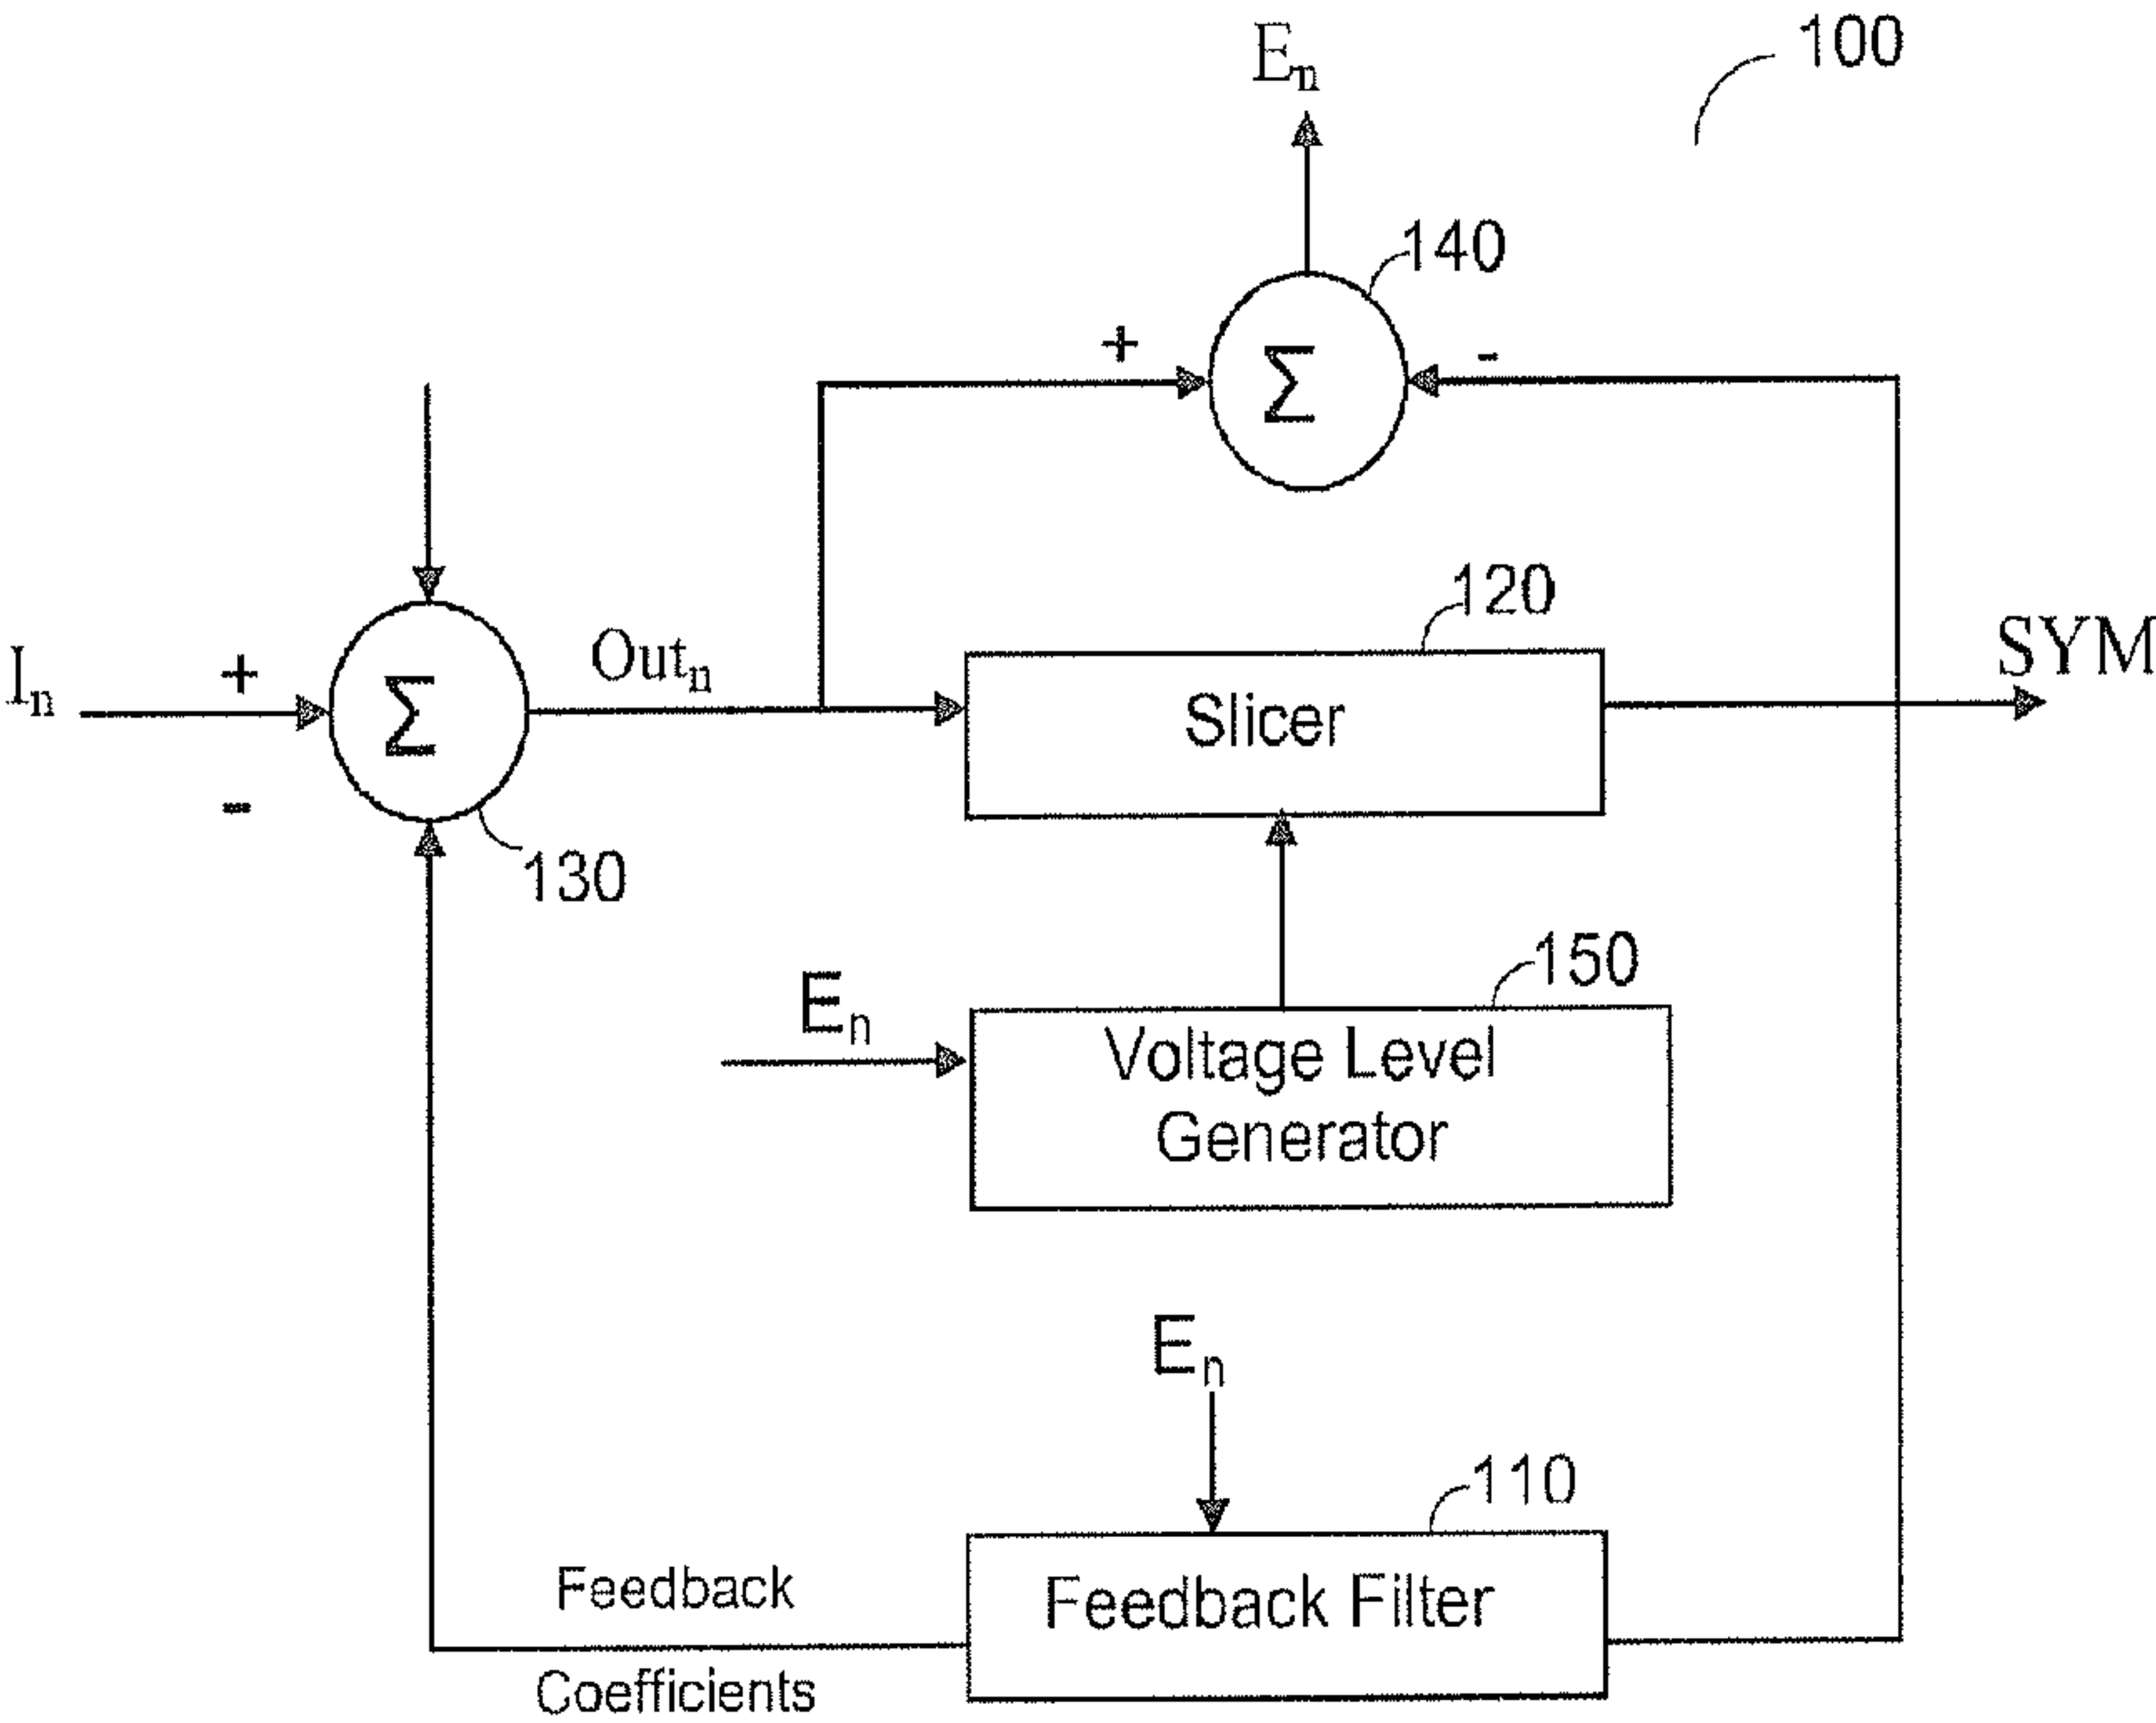 100
Eₙ
140
+
-
Σ
120
Iₙ
+
Outₙ
SYM
Σ
Slicer
-
130
150
Eₙ
Voltage Level
Generator
Eₙ
110
Feedback
Feedback Filter
Coefficients